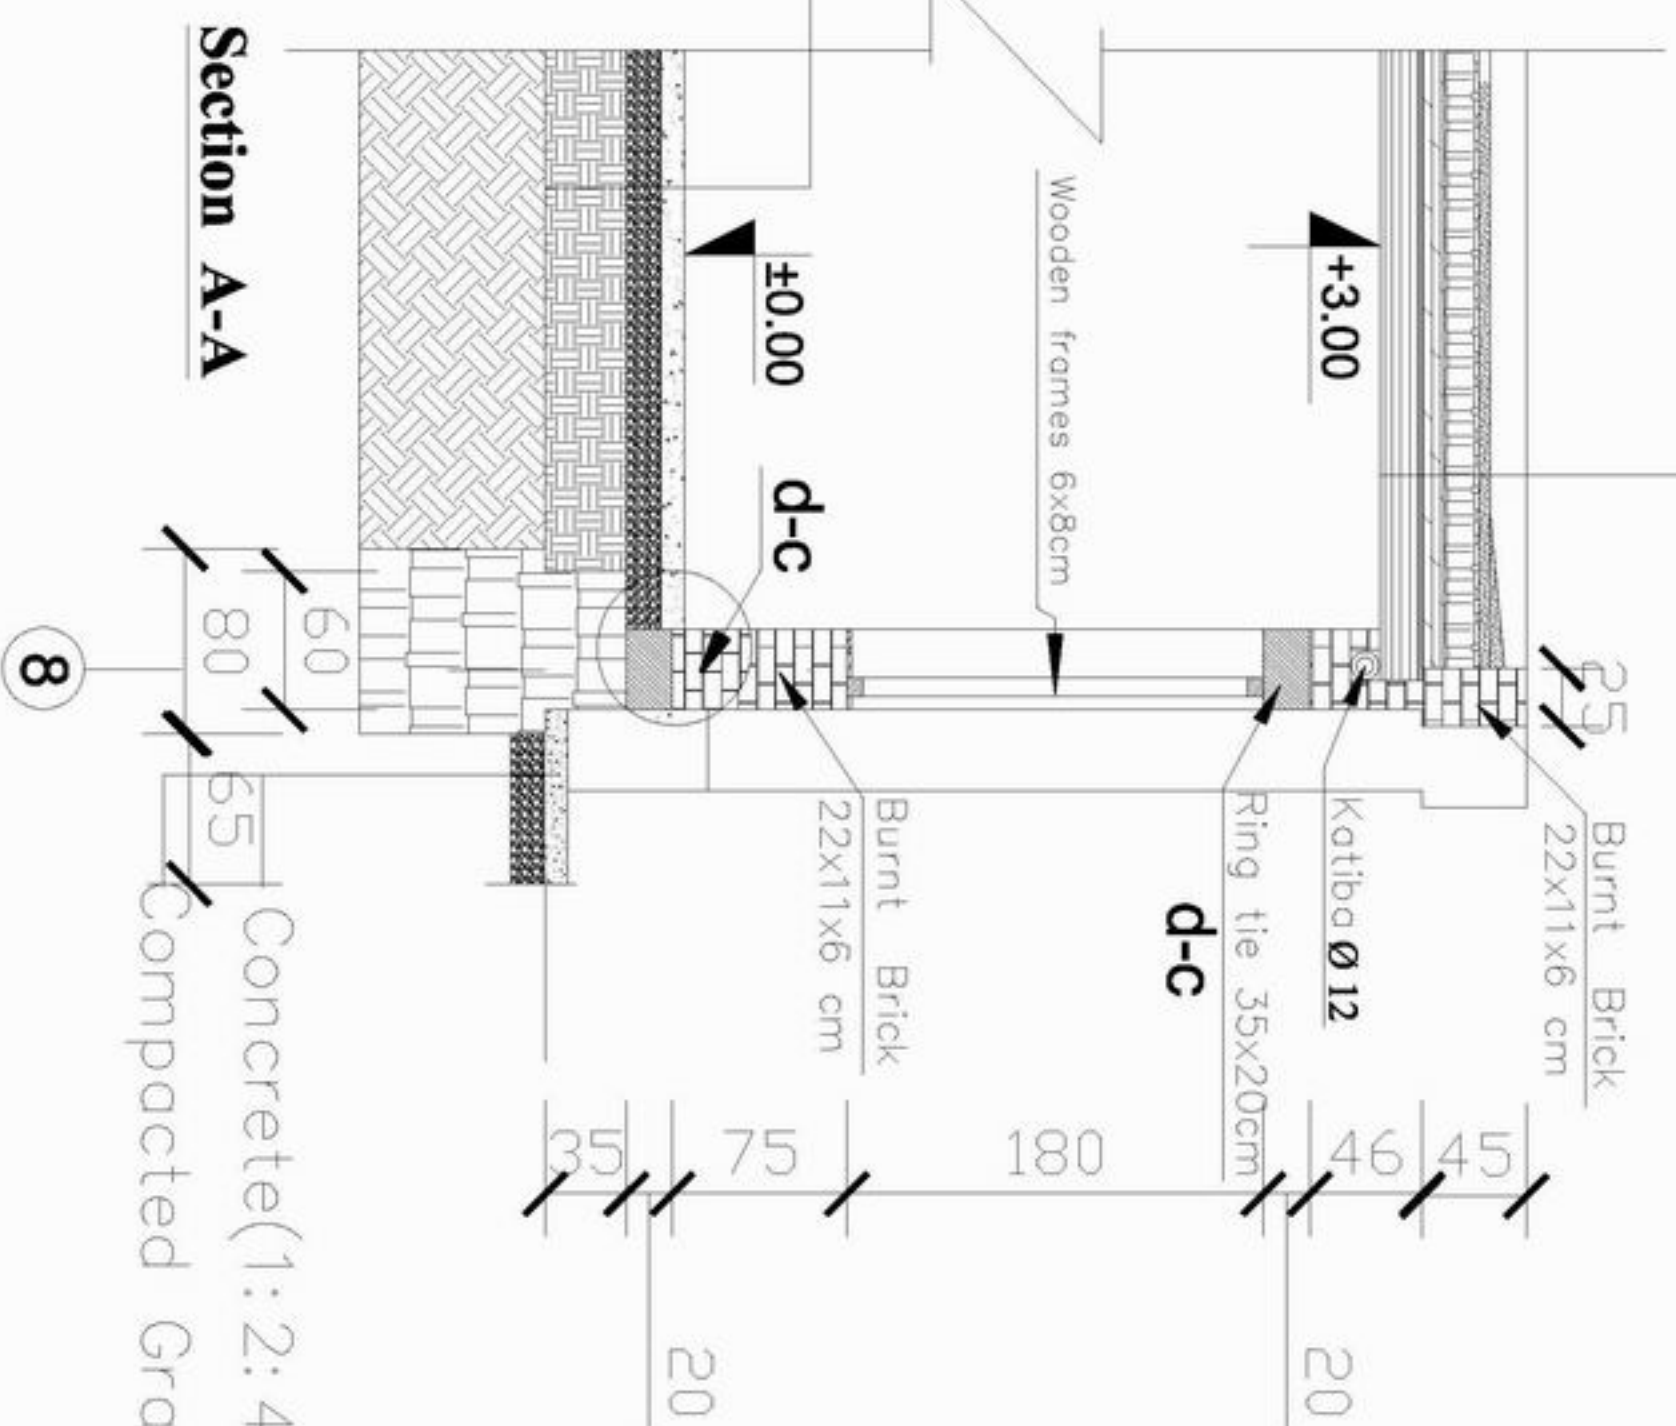 Burnt Brick
22x11x6 cm
25
45
+3.00
Katiba Ø 12
46
Ring tie 35x20cm
20
d-c
Wooden frames 6x8cm
180
Burnt Brick
22x11x6 cm
75
±0.00
d-c
20
35
Section A-A
60
80
65
8
Concrete(1:2:4
Compacted Gra